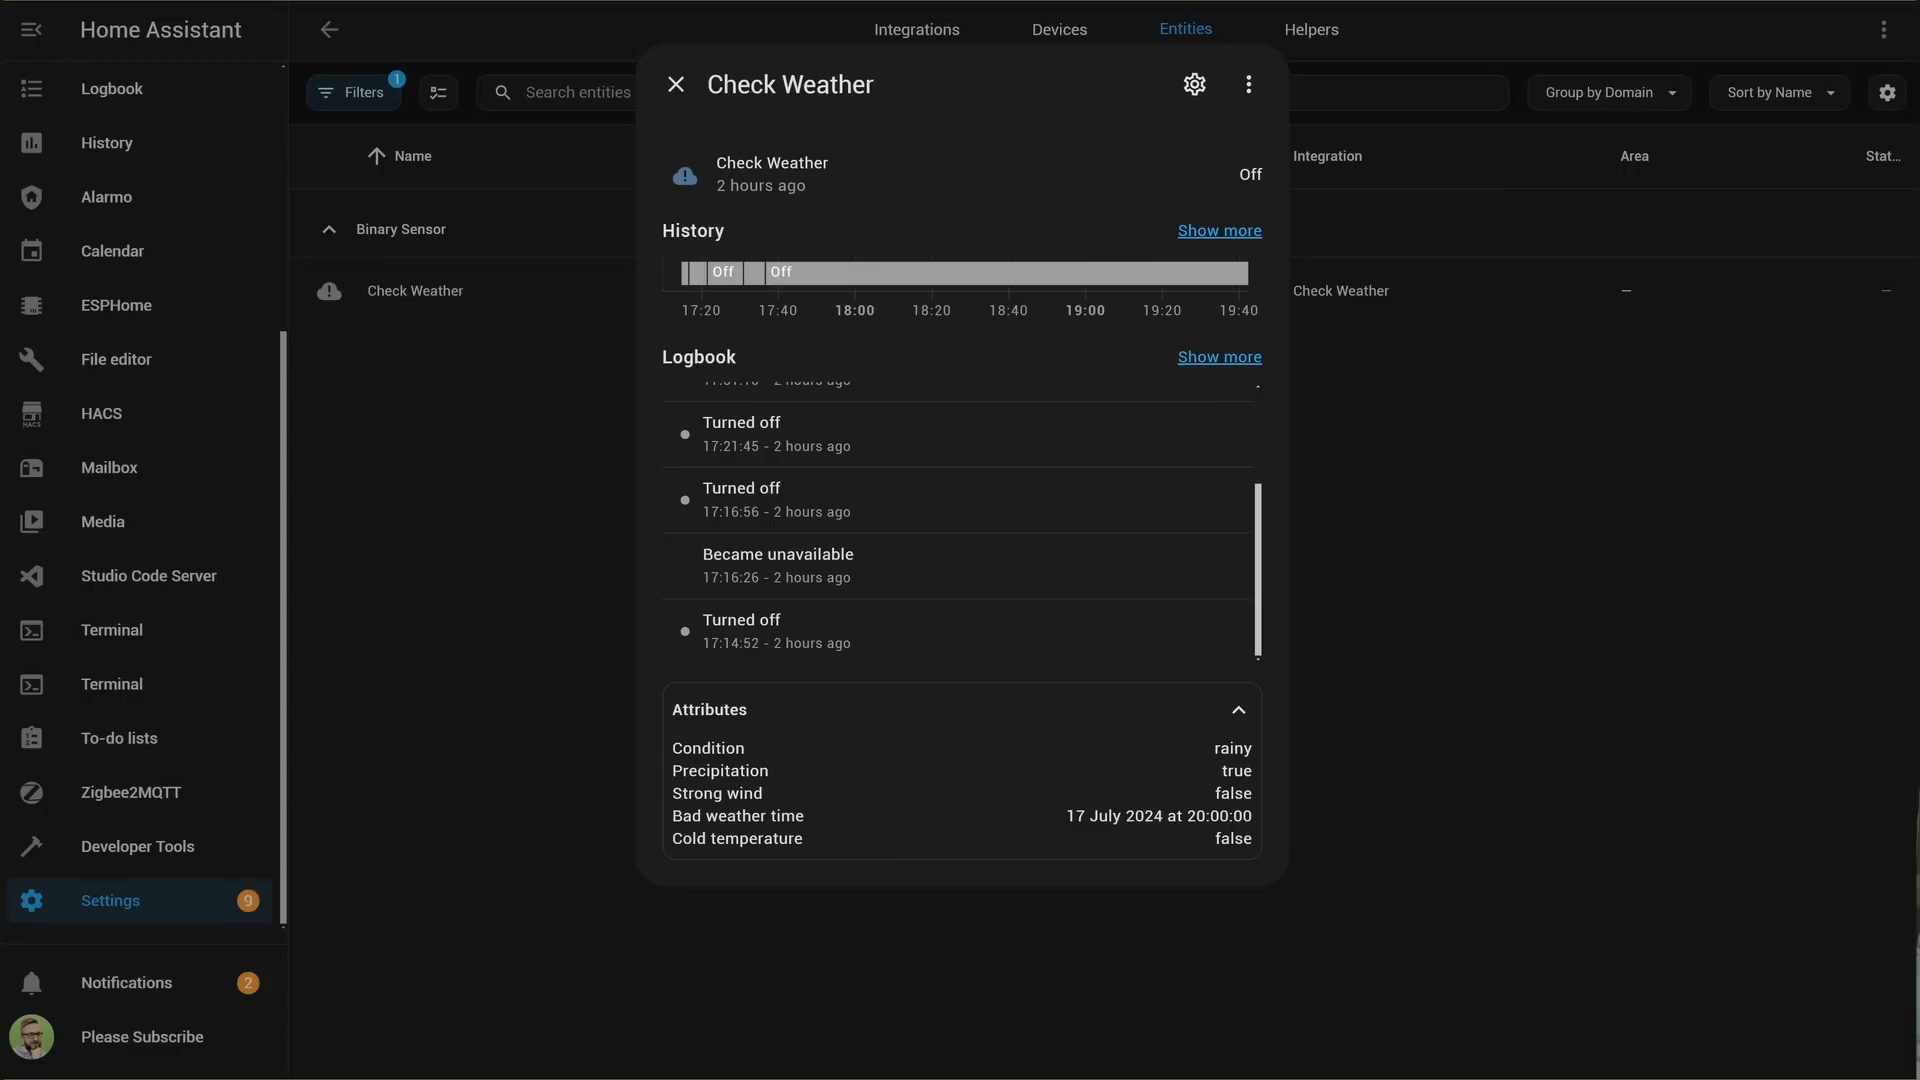 Home Assistant
Integrations
Devices
Entities
Helpers
Logbook
History
Alarmo
Calendar
ESPHome
File editor
HACS
HACS
Mailbox
Media
Studio Code Server
Terminal
Terminal
To-do lists
Zigbee2MQTT
Developer Tools
Settings
9
Notifications
2
Please Subscribe
Filters
1
Search entities
Group by Domain
Sort by Name
Name
Integration
Area
Stat...
Binary Sensor
Check Weather
Check Weather
—
—
Check Weather
Check Weather
2 hours ago
Off
History
Show more
Off
Off
17:20
17:40
18:00
18:20
18:40
19:00
19:20
19:40
Logbook
Show more
Turned off
17:21:45 - 2 hours ago
Turned off
17:16:56 - 2 hours ago
Became unavailable
17:16:26 - 2 hours ago
Turned off
17:14:52 - 2 hours ago
Attributes
Condition rainy
Precipitation true
Strong wind false
Bad weather time 17 July 2024 at 20:00:00
Cold temperature false